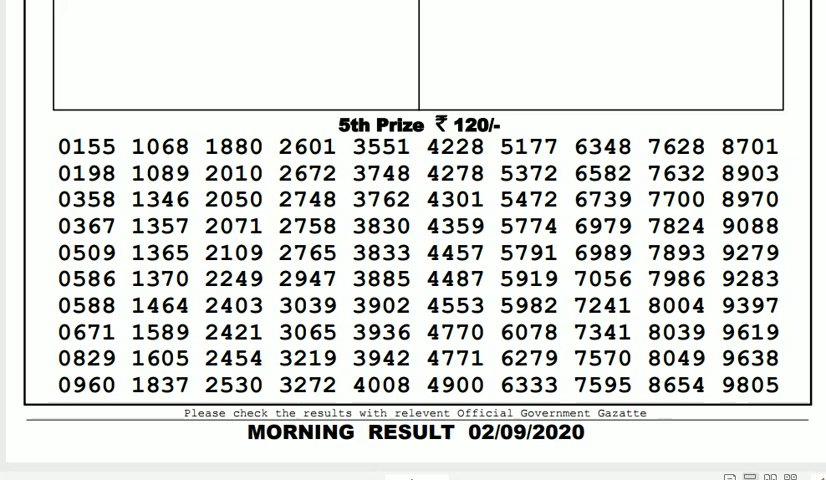 5th Prize ₹ 120/-
0155 1068 1880 2601 3551 4228 5177 6348 7628 8701
0198 1089 2010 2672 3748 4278 5372 6582 7632 8903
0358 1346 2050 2748 3762 4301 5472 6739 7700 8970
0367 1357 2071 2758 3830 4359 5774 6979 7824 9088
0509 1365 2109 2765 3833 4457 5791 6989 7893 9279
0586 1370 2249 2947 3885 4487 5919 7056 7986 9283
0588 1464 2403 3039 3902 4553 5982 7241 8004 9397
0671 1589 2421 3065 3936 4770 6078 7341 8039 9619
0829 1605 2454 3219 3942 4771 6279 7570 8049 9638
0960 1837 2530 3272 4008 4900 6333 7595 8654 9805
Please check the results with relevent Official Government Gazatte
MORNING RESULT 02/09/2020